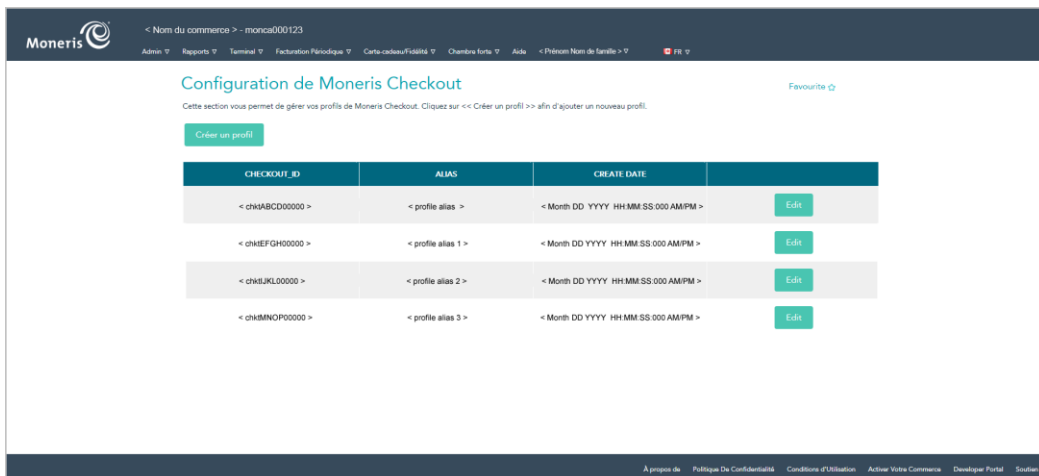 Moneris
< Nom du commerce > - monca000123
Admin ▽ Rapports ▽ Terminal ▽ Facturation Périodique ▽ Carte-cadeau/Fidélité ▽ Chambre forte ▽ Aide < Prénom Nom de famille > ▽ FR ▽
Configuration de Moneris Checkout
Favourite ☆
Cette section vous permet de gérer vos profils de Moneris Checkout. Cliquez sur << Créer un profil >> afin d'ajouter un nouveau profil.
Créer un profil
CHECKOUT_ID ALIAS CREATE DATE
< chktABCD00000 > < profile alias > < Month DD YYYY HH:MM:SS:000 AM/PM > Edit
< chktEFGH00000 > < profile alias 1 > < Month DD YYYY HH:MM:SS:000 AM/PM > Edit
< chktIJKL00000 > < profile alias 2 > < Month DD YYYY HH:MM:SS:000 AM/PM > Edit
< chktMNOP00000 > < profile alias 3 > < Month DD YYYY HH:MM:SS:000 AM/PM > Edit
À propos de Politique De Confidentialité Conditions d'Utilisation Activer Votre Commerce Developer Portal Soutien